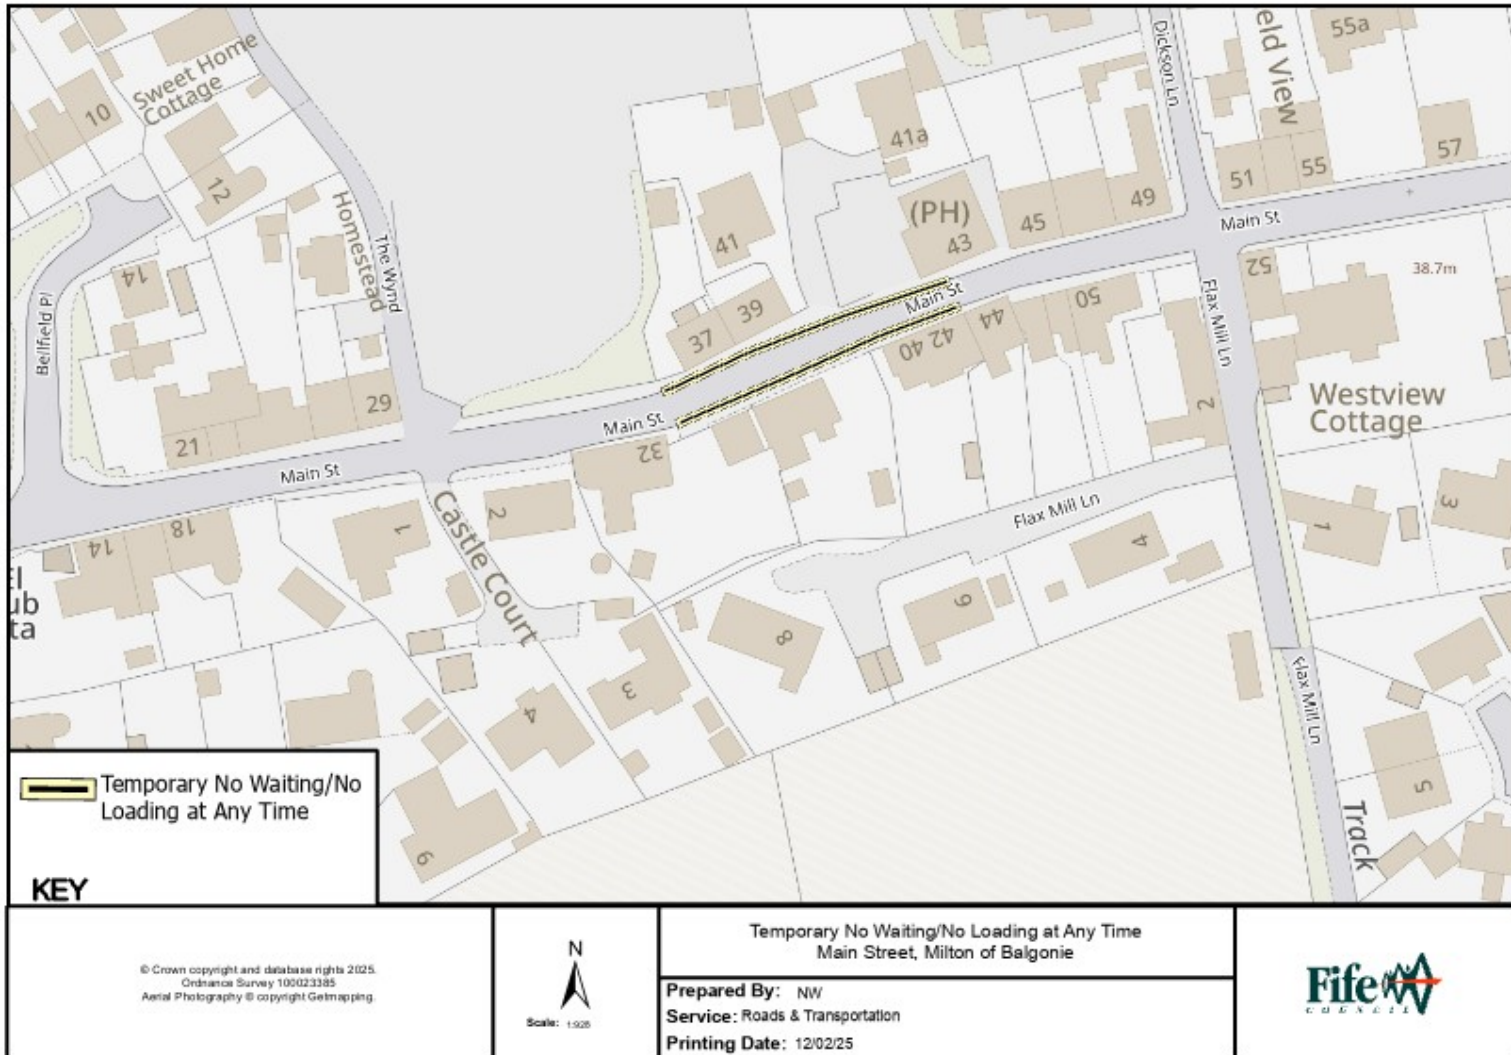 eld View
55a
Dickson Ln
Sweet Home
Cottage
10
12
41a
51
55
57
Homestead
The Wynd
41
(PH)
43
45
49
Main St
52
38.7m
14
Bellfield Pl
37
39
Main St
42 40
44
50
Flax Mill Ln
2
Westview
Cottage
29
21
Main St
Main St
32
14
18
1
Castle Court
2
Flax Mill Ln
4
1
3
ub
ta
8
6
3
4
Flax Mill Ln
5
Track
9
Temporary No Waiting/No
Loading at Any Time
KEY
© Crown copyright and database rights 2025.
Ordnance Survey 100023385
Aerial Photography © copyright Getmapping.
N
Scale: 1:928
Temporary No Waiting/No Loading at Any Time
Main Street, Milton of Balgonie
Prepared By: NW
Service: Roads & Transportation
Printing Date: 12/02/25
Fife
COUNCIL